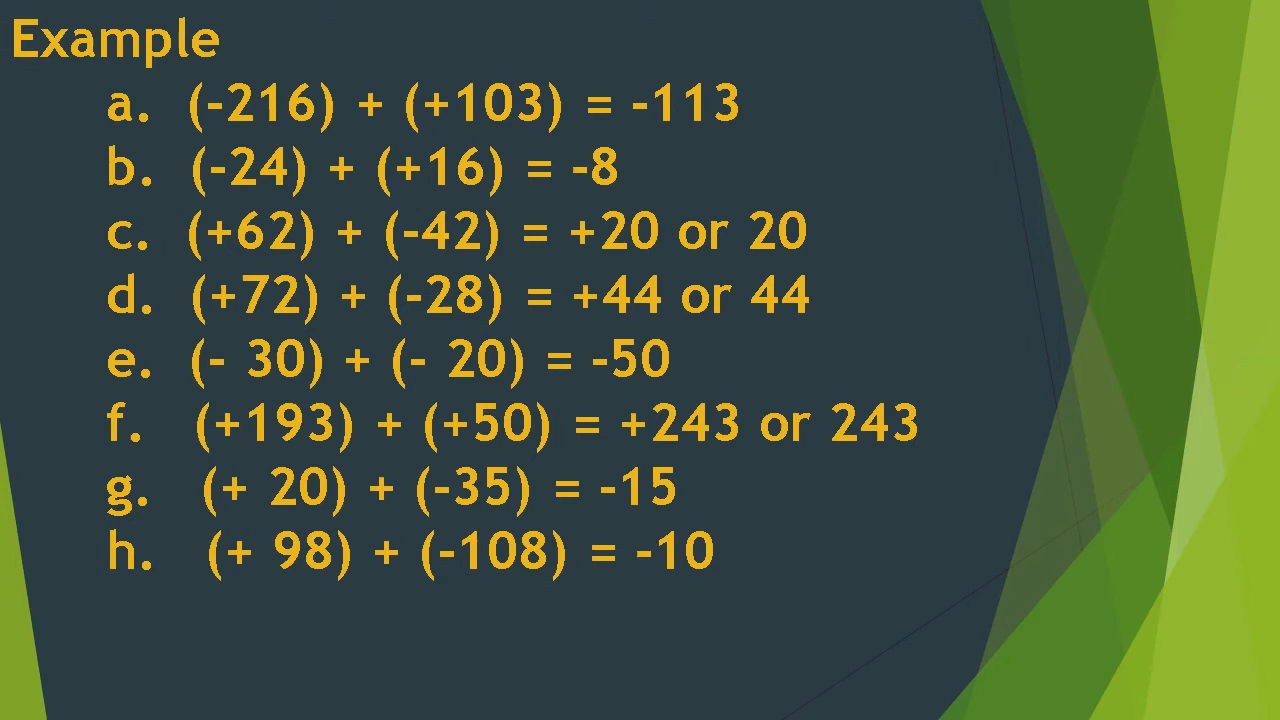 Example
a. (-216) + (+103) = -113
b. (-24) + (+16) = -8
c. (+62) + (-42) = +20 or 20
d. (+72) + (-28) = +44 or 44
e. (- 30) + (- 20) = -50
f. (+193) + (+50) = +243 or 243
g. (+ 20) + (-35) = -15
h. (+ 98) + (-108) = -10